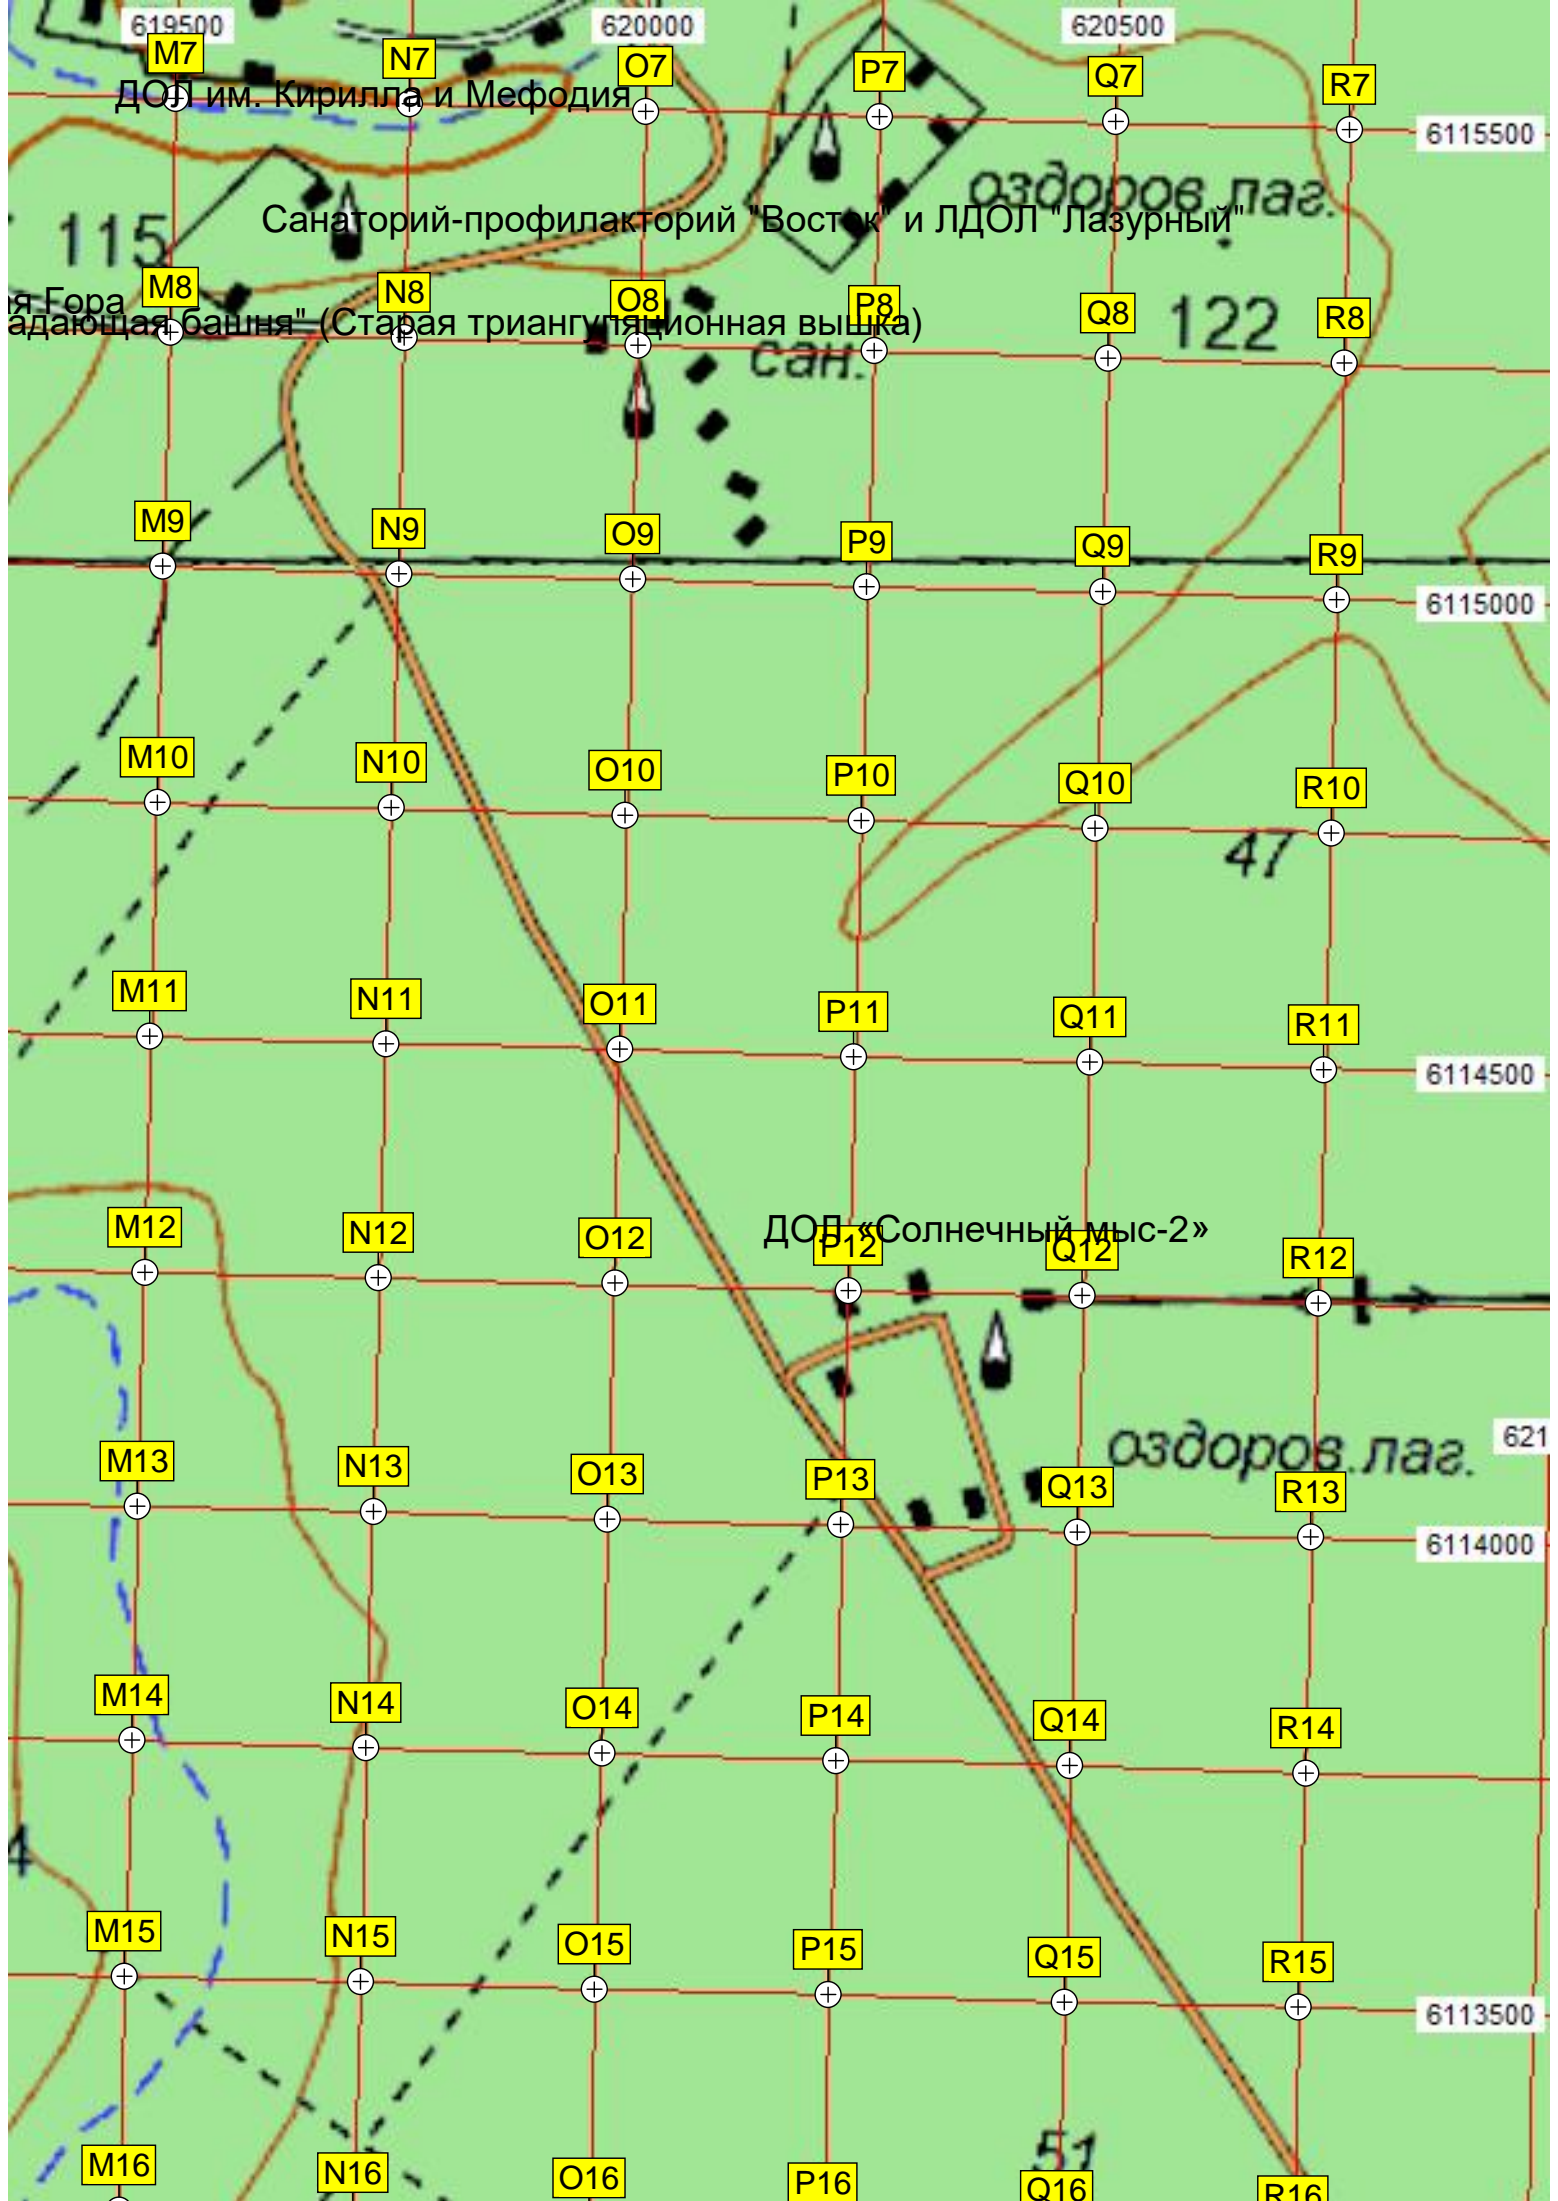 619500 620000 620500
M7 N7 O7 P7 Q7 R7
ДОЛ им. Кирилла и Мефодия
6115500
оздоров.лаг.
Санаторий-профилакторий "Восток" и ЛДОЛ "Лазурный"
115
M8 N8 O8 P8 Q8 R8
ая Гора
адающая башня" (Старая триангуляционная вышка)
122
сан.
M9 N9 O9 P9 Q9 R9
6115000
M10 N10 O10 P10 Q10 R10
47
M11 N11 O11 P11 Q11 R11
6114500
ДОЛ «Солнечный мыс-2»
M12 N12 O12 P12 Q12 R12
621
оздоров.лаг.
M13 N13 O13 P13 Q13 R13
6114000
M14 N14 O14 P14 Q14 R14
4
M15 N15 O15 P15 Q15 R15
6113500
51
M16 N16 O16 P16 Q16 R16